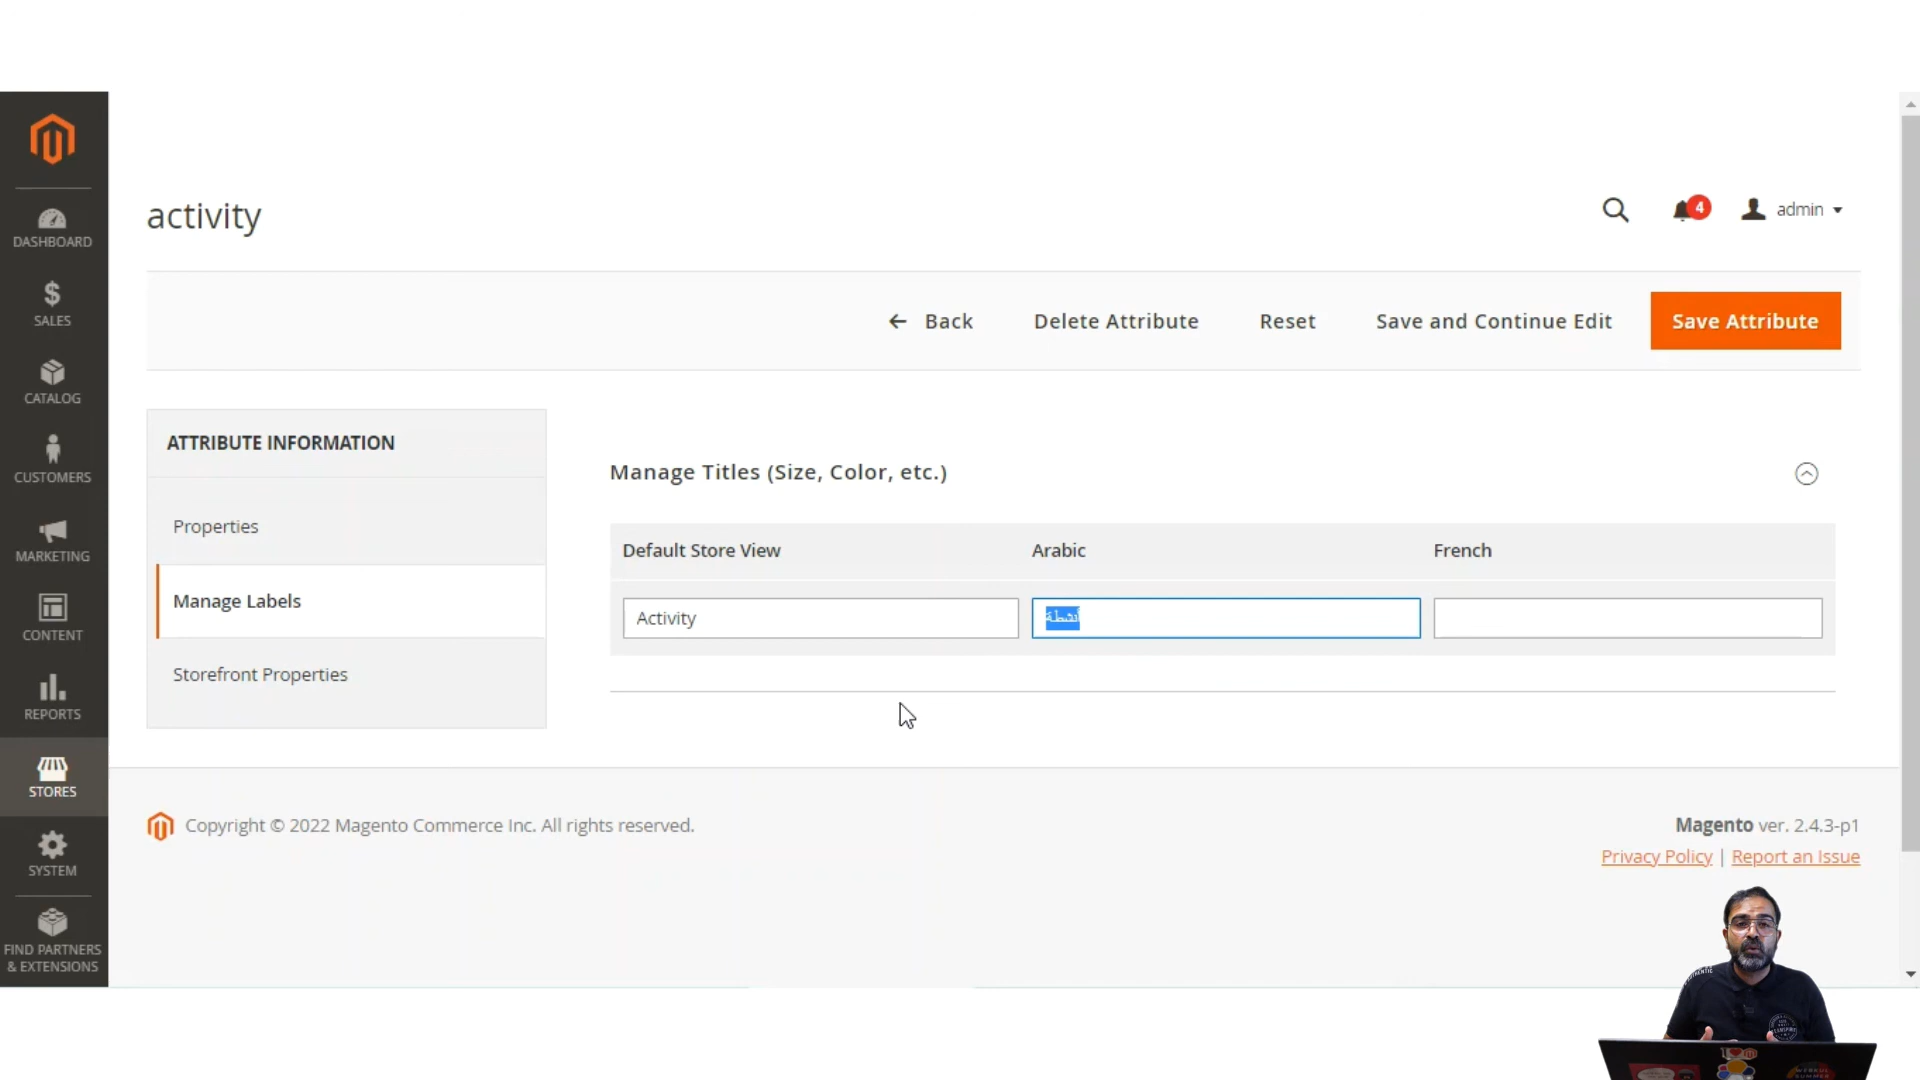 activity
4
admin
Back
Delete Attribute
Reset
Save and Continue Edit
Save Attribute
DASHBOARD
SALES
CATALOG
CUSTOMERS
MARKETING
CONTENT
REPORTS
STORES
SYSTEM
FIND PARTNERS
& EXTENSIONS
ATTRIBUTE INFORMATION
Properties
Manage Labels
Storefront Properties
Manage Titles (Size, Color, etc.)
Default Store View
Arabic
French
Activity
أنشطة
Copyright © 2022 Magento Commerce Inc. All rights reserved.
Magento ver. 2.4.3-p1
Privacy Policy | Report an Issue